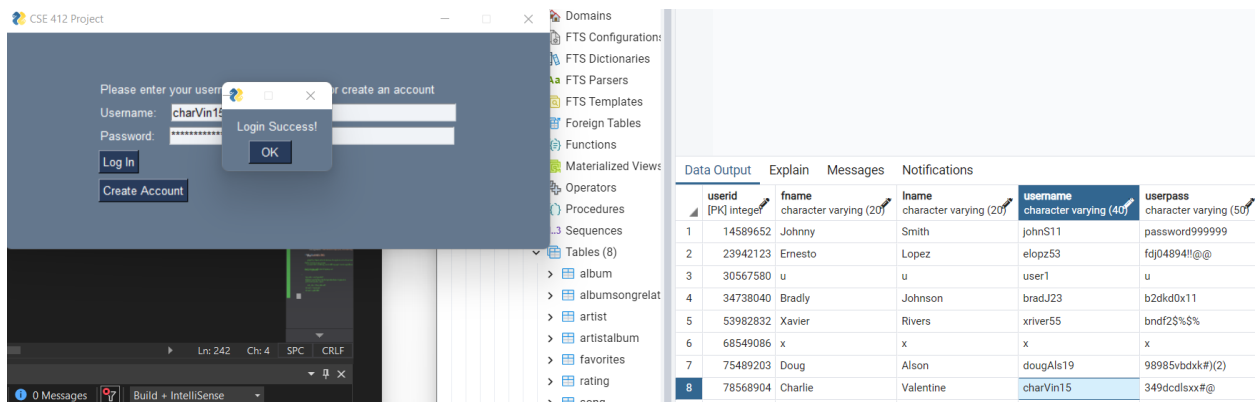 CSE 412 Project
Please enter your usern
r create an account
Username:
charVin15
Password:
************
Login Success!
OK
Log In
Create Account
Ln: 242 Ch: 4 SPC CRLF
0 Messages
Build + IntelliSense
Domains
FTS Configurations
FTS Dictionaries
Aa FTS Parsers
FTS Templates
Foreign Tables
Functions
Materialized Views
Operators
Procedures
..3 Sequences
Tables (8)
album
albumsongrelat
artist
artistalbum
favorites
rating
song
Data Output Explain Messages Notifications
userid fname lname username userpass
[PK] integer character varying (20) character varying (20) character varying (40) character varying (50)
1 14589652 Johnny Smith johnS11 password999999
2 23942123 Ernesto Lopez elopz53 fdj04894!!@@
3 30567580 u u user1 u
4 34738040 Bradly Johnson bradJ23 b2dkd0x11
5 53982832 Xavier Rivers xriver55 bndf2$%$%
6 68549086 x x x x
7 75489203 Doug Alson dougAls19 98985vbdxk#)(2)
8 78568904 Charlie Valentine charVin15 349dcdlsxx#@